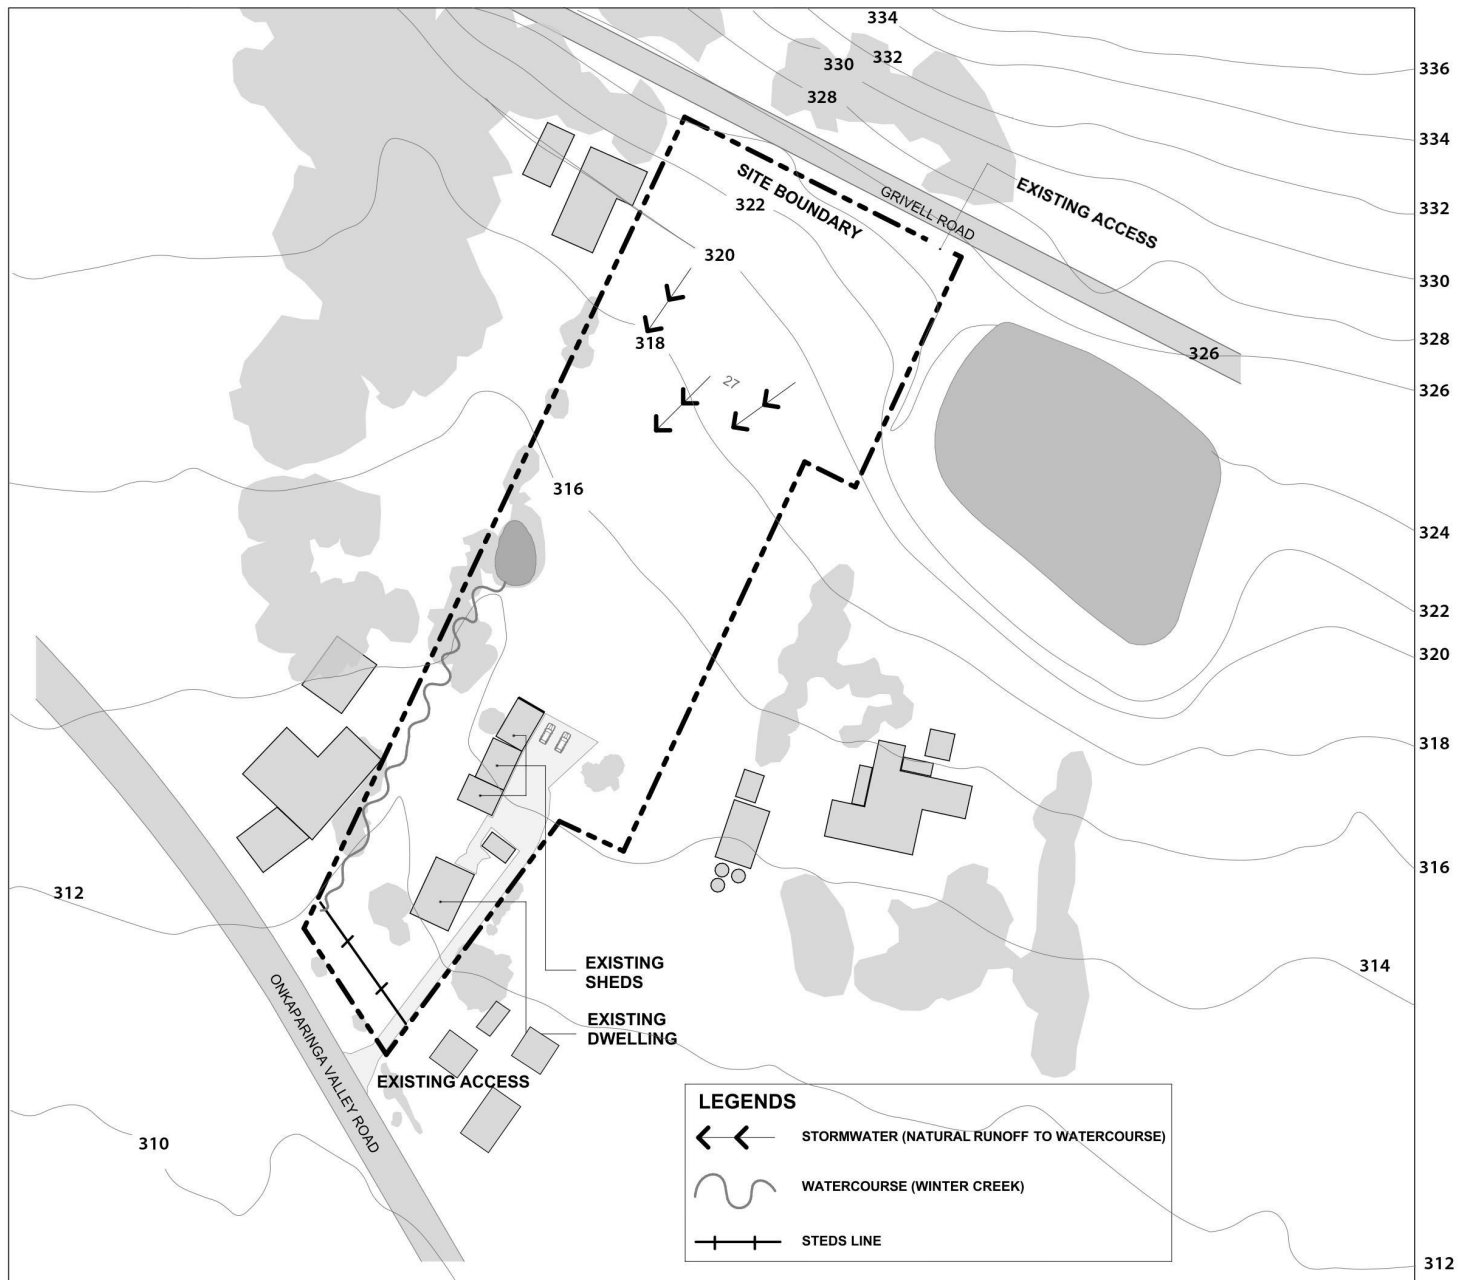 334
332
330
336
328
334
SITE BOUNDARY
322
GRIVELL ROAD
EXISTING ACCESS
332
320
330
318
328
326
326
27
316
324
322
320
318
316
312
314
EXISTING
SHEDS
EXISTING
DWELLING
ONKAPARINGA VALLEY ROAD
EXISTING ACCESS
310
LEGENDS
STORMWATER (NATURAL RUNOFF TO WATERCOURSE)
WATERCOURSE (WINTER CREEK)
STEDS LINE
312